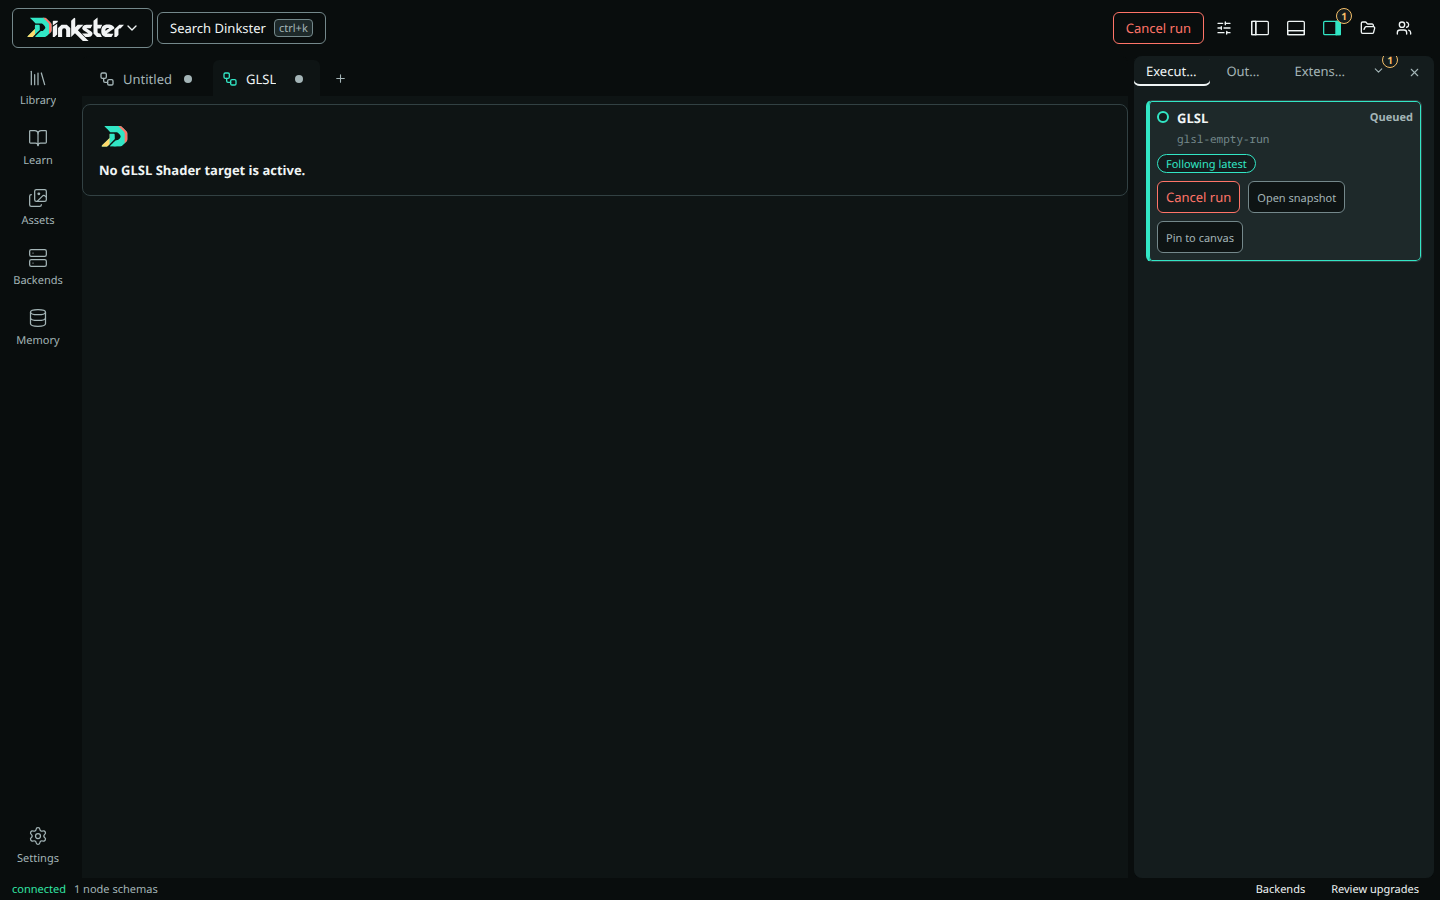 Dinkster
Search Dinkster ctrl+k
Cancel run
1
Library
Learn
Assets
Backends
Memory
Settings
Untitled
GLSL
No GLSL Shader target is active.
Execut... Out... Extens...
1
GLSL Queued
glsl-empty-run
Following latest
Cancel run Open snapshot
Pin to canvas
connected 1 node schemas
Backends Review upgrades